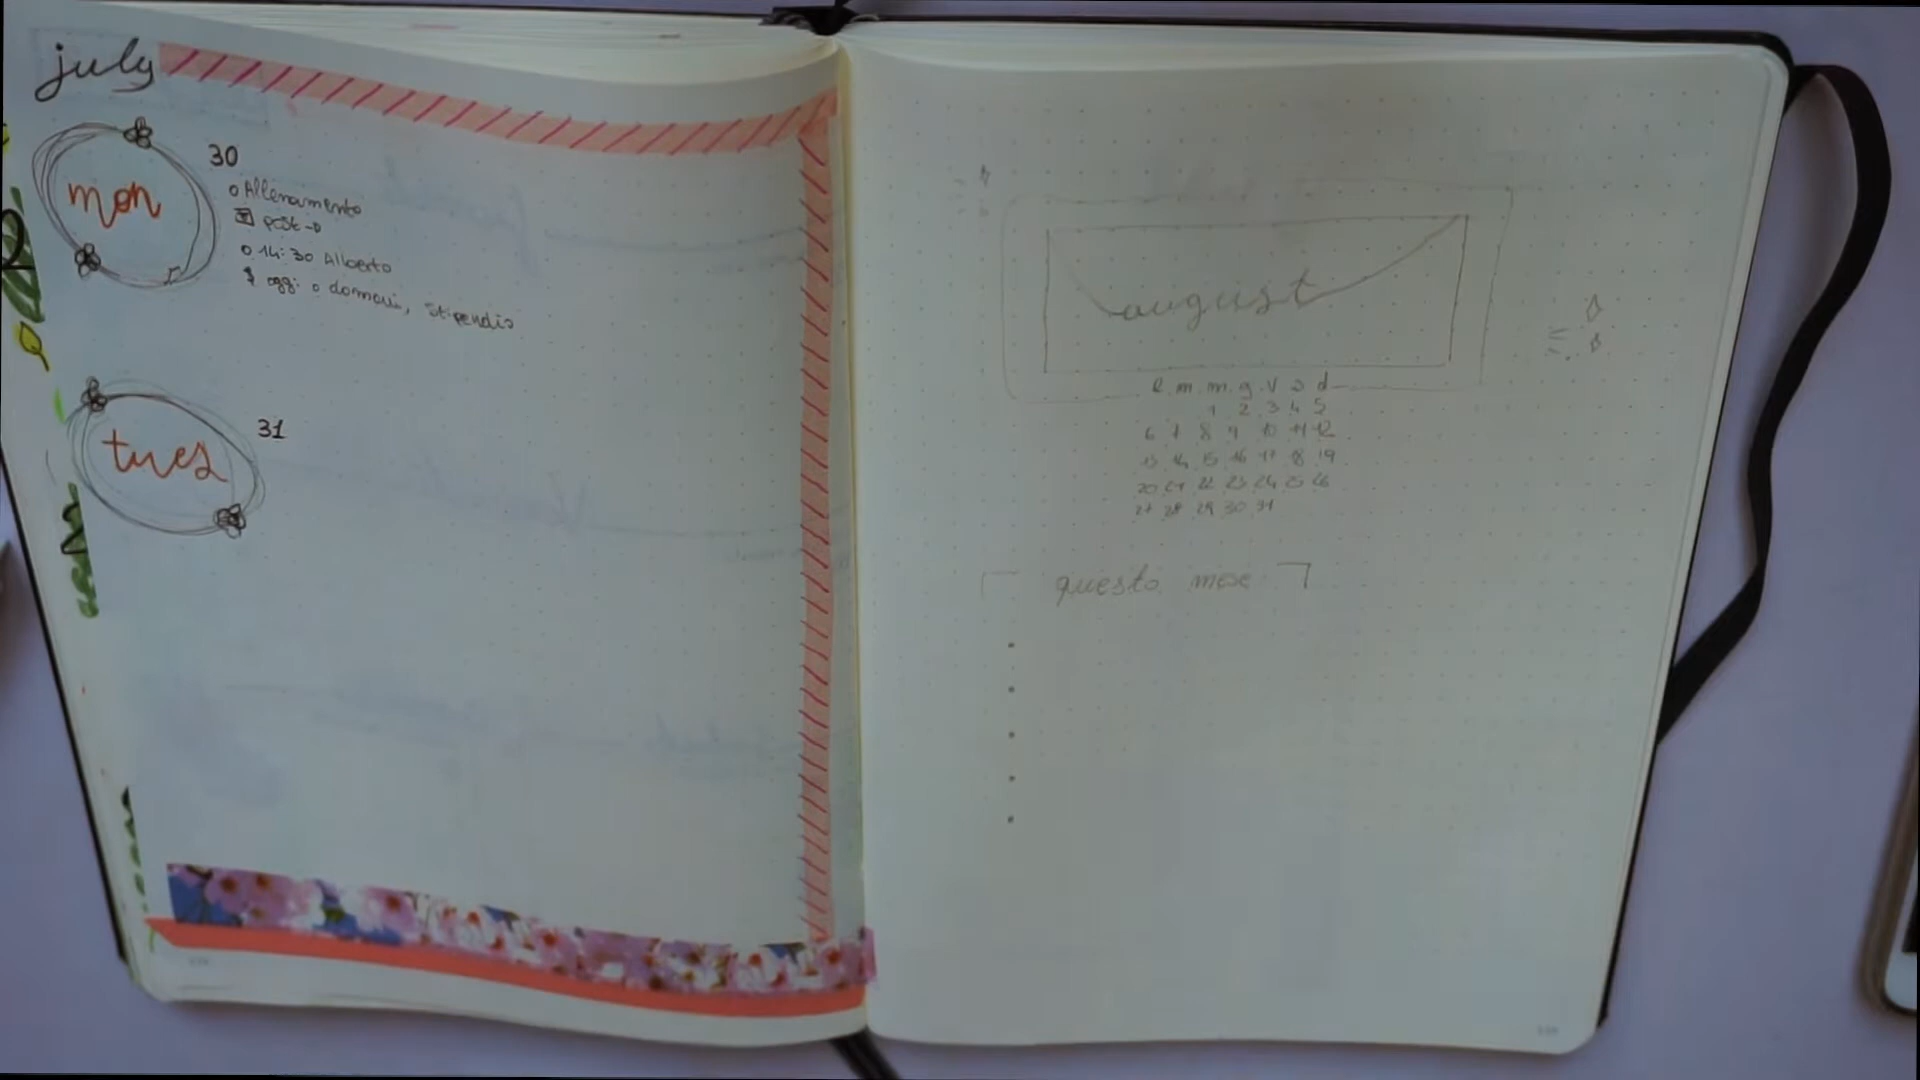 july
mon
30
o Allenamento
post →
o 14:30 Alberto
$ oggi o domani, stipendio
tues
31
august
l m m g v s d
1 2 3 4 5
6 7 8 9 10 11 12
13 14 15 16 17 18 19
20 21 22 23 24 25 26
27 28 29 30 31
questo mese